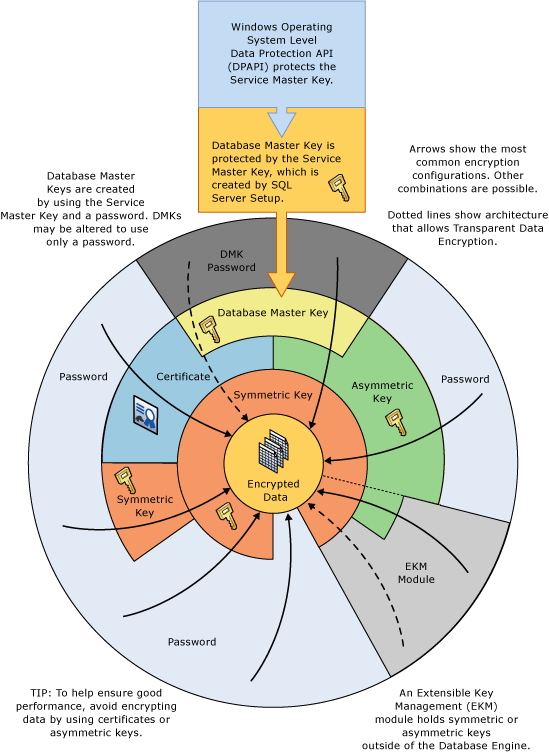 Windows Operating
System Level
Data Protection API
(DPAPI) protects the
Service Master Key.
Database Master Key is
protected by the Service
Master Key, which is
created by SQL
Server Setup.
Database Master
Keys are created
by using the Service
Master Key and a password. DMKs
may be altered to use
only a password.
Arrows show the most
common encryption
configurations. Other
combinations are possible.
Dotted lines show architecture
that allows Transparent Data
Encryption.
DMK
Password
Database Master Key
Password
Certificate
Symmetric Key
Asymmetric
Key
Password
Encrypted
Data
Symmetric
Key
EKM
Module
Password
TIP: To help ensure good
performance, avoid encrypting
data by using certificates or
asymmetric keys.
An Extensible Key
Management (EKM)
module holds symmetric or
asymmetric keys
outside of the Database Engine.